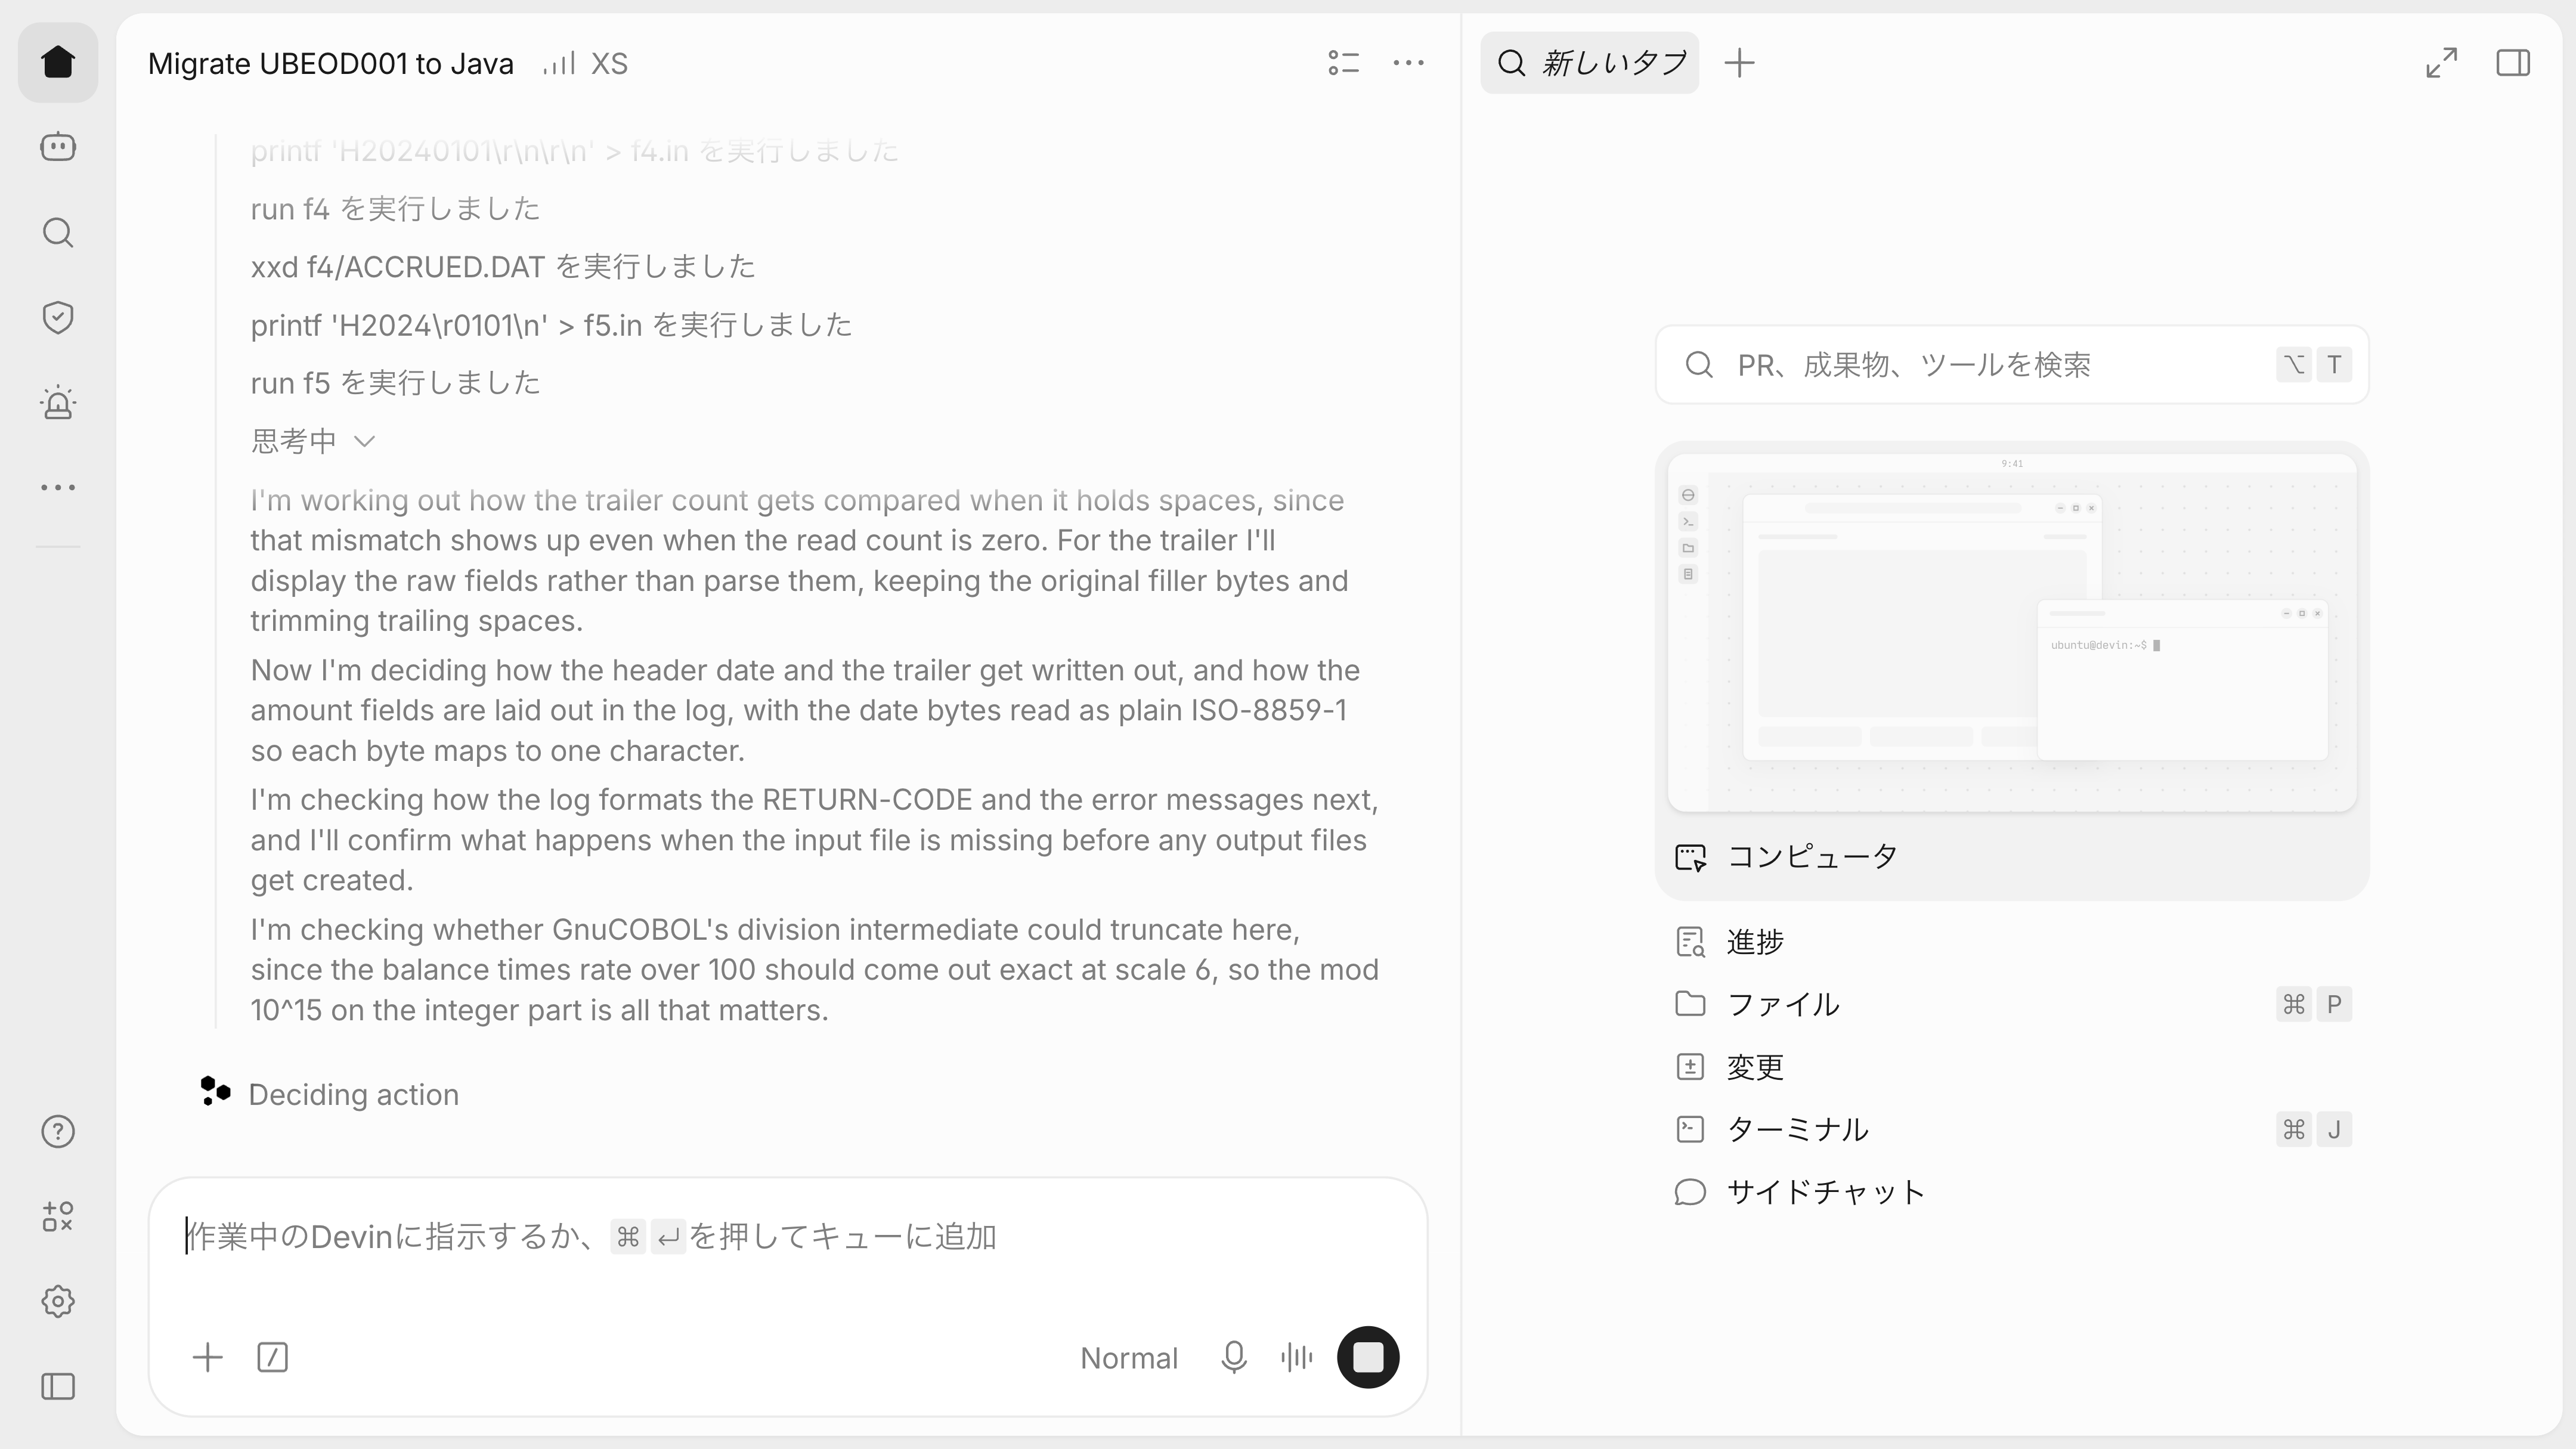 Migrate UBEOD001 to Java
XS
printf 'H20240101\r\n\r\n' > f4.in を実行しました
run f4 を実行しました
xxd f4/ACCRUED.DAT を実行しました
printf 'H2024\r0101\n' > f5.in を実行しました
run f5 を実行しました
思考中
I'm working out how the trailer count gets compared when it holds spaces, since
that mismatch shows up even when the read count is zero. For the trailer I'll
display the raw fields rather than parse them, keeping the original filler bytes and
trimming trailing spaces.
Now I'm deciding how the header date and the trailer get written out, and how the
amount fields are laid out in the log, with the date bytes read as plain ISO-8859-1
so each byte maps to one character.
I'm checking how the log formats the RETURN-CODE and the error messages next,
and I'll confirm what happens when the input file is missing before any output files
get created.
I'm checking whether GnuCOBOL's division intermediate could truncate here,
since the balance times rate over 100 should come out exact at scale 6, so the mod
10^15 on the integer part is all that matters.
Deciding action
作業中のDevinに指示するか、⌘ ↵ を押してキューに追加
Normal
新しいタブ
PR、成果物、ツールを検索
⌥ T
9:41
ubuntu@devin:~$
コンピュータ
進捗
ファイル
⌘ P
変更
ターミナル
⌘ J
サイドチャット